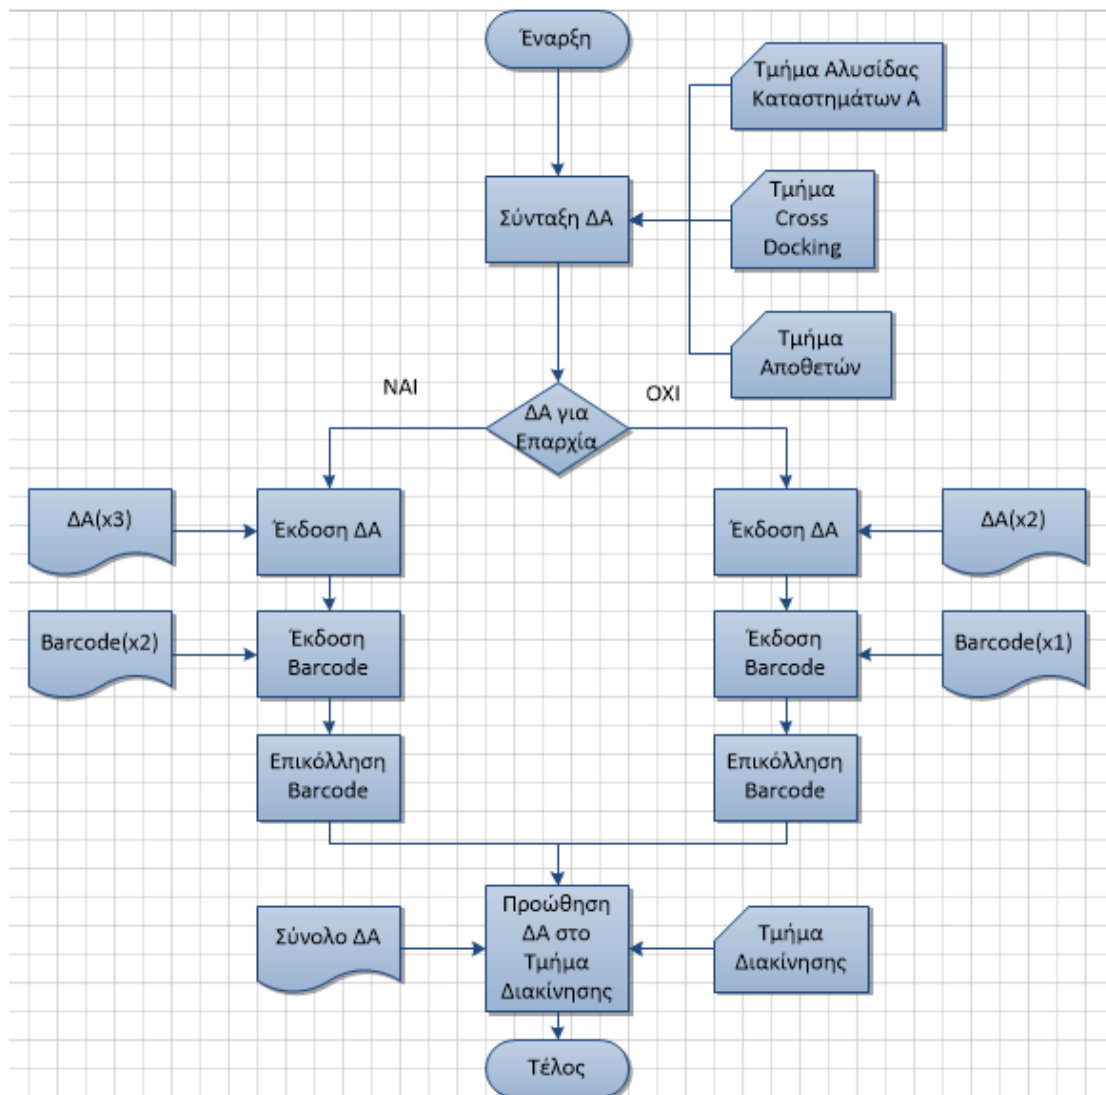 Έναρξη
Τμήμα Αλυσίδας
Καταστημάτων Α
Τμήμα
Cross
Docking
Σύνταξη ΔΑ
Τμήμα
Αποθετών
ΝΑΙ
ΟΧΙ
ΔΑ για
Επαρχία
ΔΑ(x3)
Έκδοση ΔΑ
Έκδοση ΔΑ
ΔΑ(x2)
Barcode(x2)
Έκδοση
Barcode
Έκδοση
Barcode
Barcode(x1)
Επικόλληση
Barcode
Επικόλληση
Barcode
Σύνολο ΔΑ
Προώθηση
ΔΑ στο
Τμήμα
Διακίνησης
Τμήμα
Διακίνησης
Τέλος